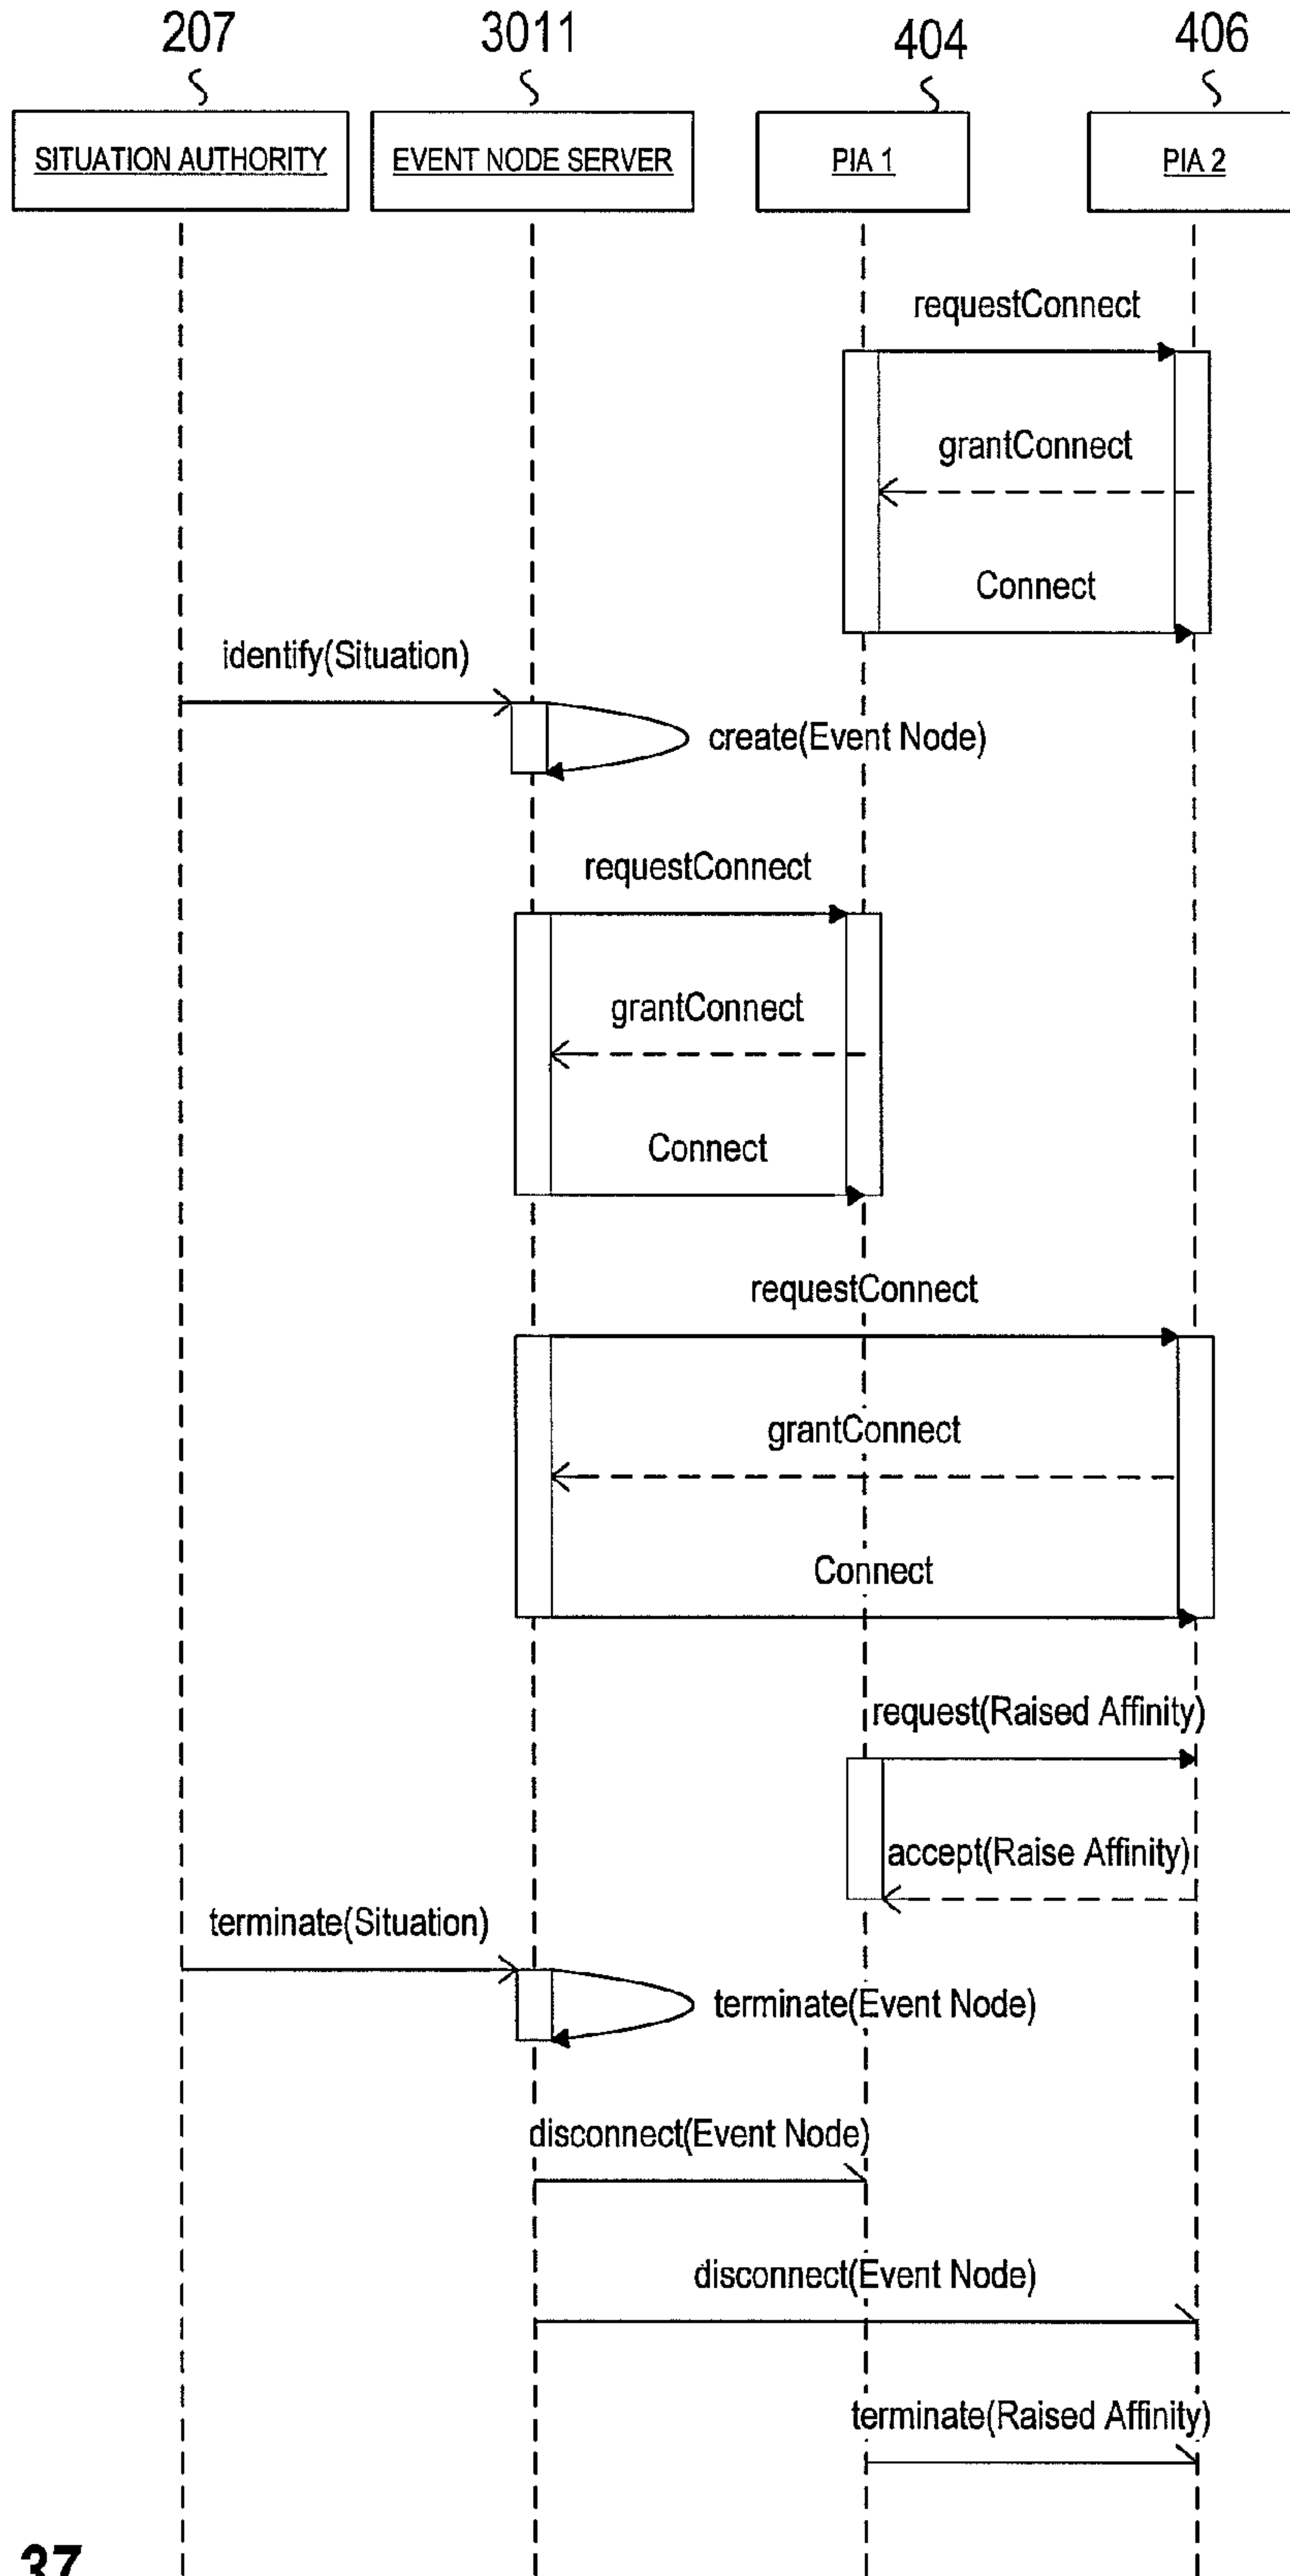 207
3011
404
406
SITUATION AUTHORITY
EVENT NODE SERVER
PIA 1
PIA 2
requestConnect
grantConnect
Connect
identify(Situation)
create(Event Node)
requestConnect
grantConnect
Connect
requestConnect
grantConnect
Connect
request(Raised Affinity)
accept(Raise Affinity)
terminate(Situation)
terminate(Event Node)
disconnect(Event Node)
disconnect(Event Node)
terminate(Raised Affinity)
37